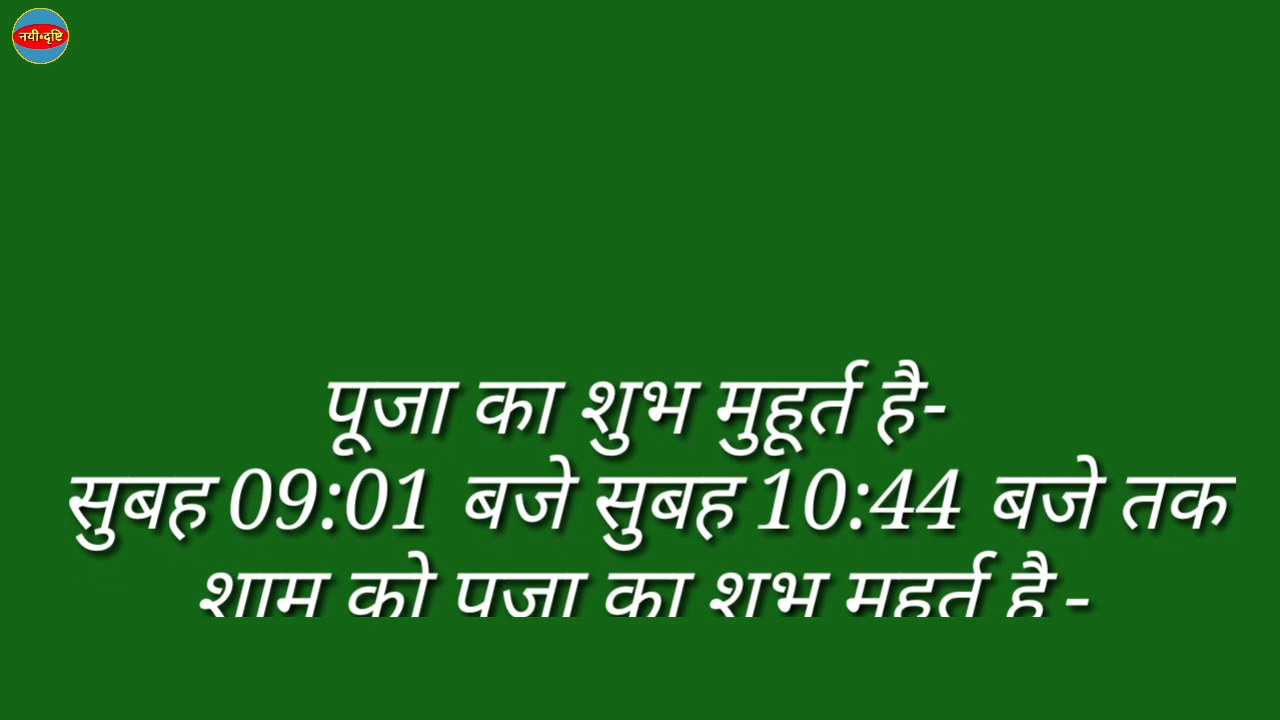 नयी•दृष्टि
पूजा का शुभ मुहूर्त है-
सुबह 09:01 बजे सुबह 10:44 बजे तक
शाम को पूजा का शुभ मुहूर्त है -